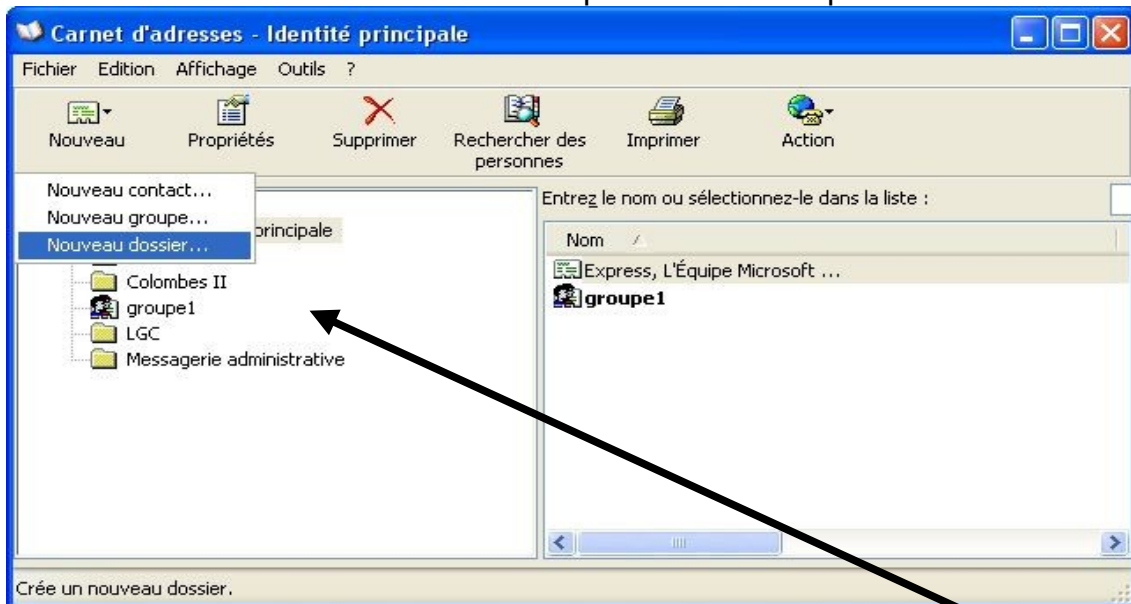 Carnet d'adresses - Identité principale
Fichier Edition Affichage Outils ?
Nouveau Propriétés Supprimer Rechercher des personnes Imprimer Action
Nouveau contact...
Nouveau groupe...
Nouveau dossier...
principale
Colombes II
groupe1
LGC
Messagerie administrative
Entrez le nom ou sélectionnez-le dans la liste :
Nom
Express, L'Équipe Microsoft ...
groupe1
Crée un nouveau dossier.